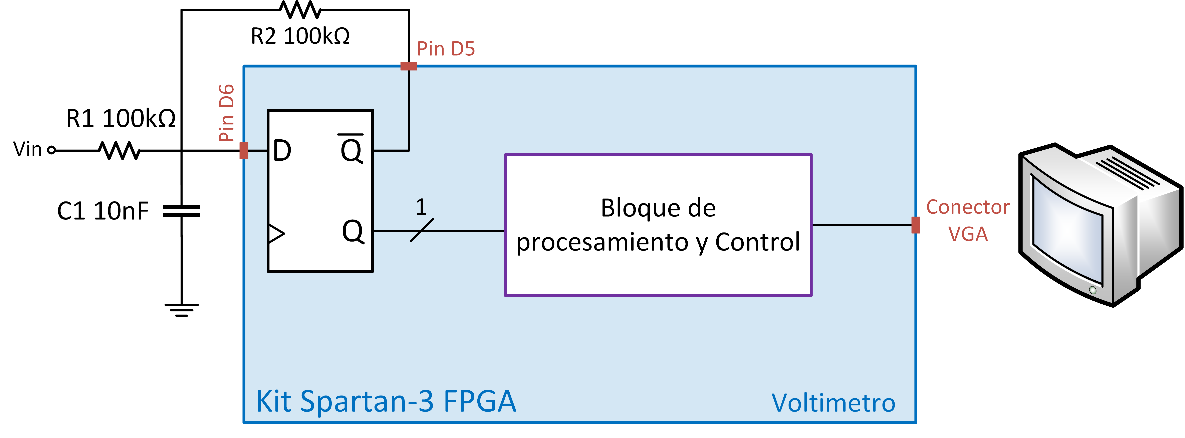 R2 100kΩ
Pin D5
Pin D6
R1 100kΩ
Vin
D
Q
C1 10nF
Q
1
Bloque de
procesamiento y Control
Conector
VGA
Kit Spartan-3 FPGA
Voltimetro